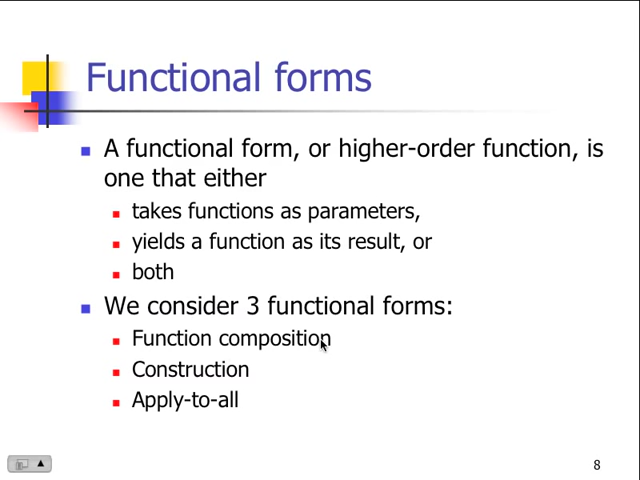 Functional forms
A functional form, or higher-order function, is
one that either
takes functions as parameters,
yields a function as its result, or
both
We consider 3 functional forms:
Function composition
Construction
Apply-to-all
8